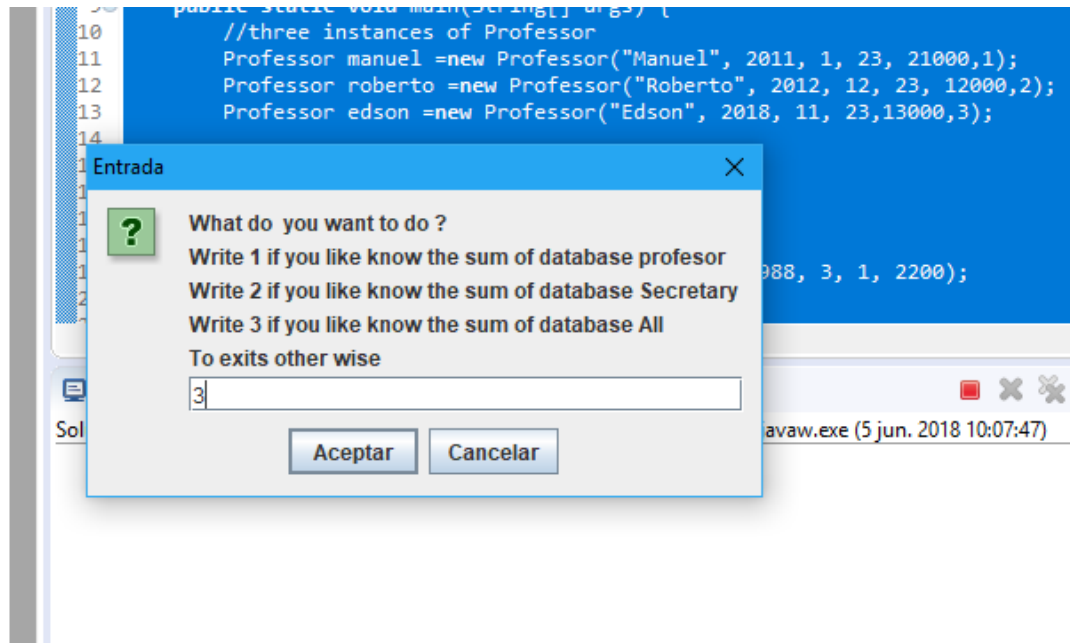 public static void main(String[] args) {
10 //three instances of Professor
11 Professor manuel =new Professor("Manuel", 2011, 1, 23, 21000,1);
12 Professor roberto =new Professor("Roberto", 2012, 12, 23, 12000,2);
13 Professor edson =new Professor("Edson", 2018, 11, 23,13000,3);
14
Entrada
What do  you want to do ?
Write 1 if you like know the sum of database profesor
Write 2 if you like know the sum of database Secretary
988, 3, 1, 2200);
Write 3 if you like know the sum of database All
To exits other wise
3
Aceptar Cancelar
Sol
avaw.exe (5 jun. 2018 10:07:47)